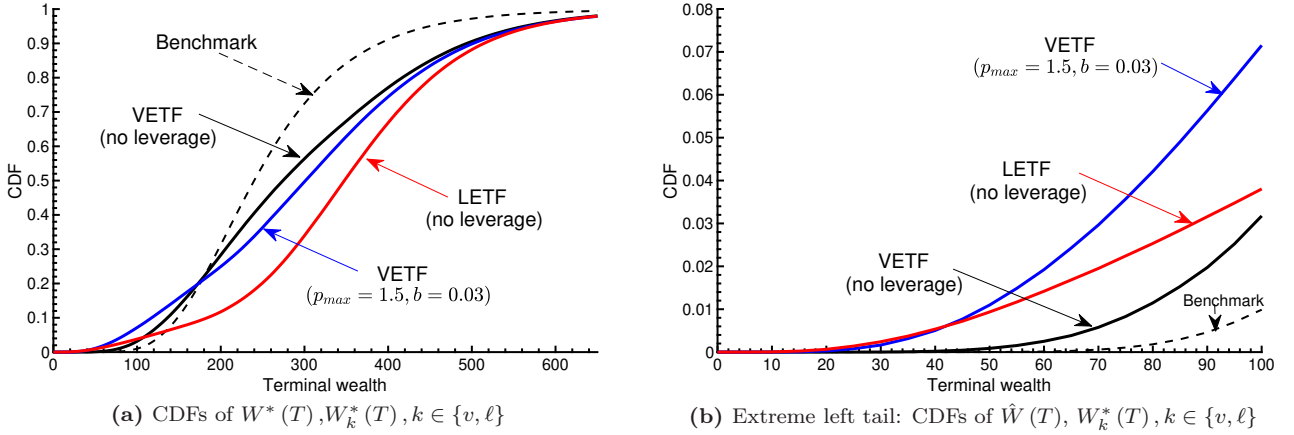 1
0.9
0.8
0.7
0.6
0.5
0.4
0.3
0.2
0.1
0
CDF
Benchmark
VETF
(no leverage)
LETF
(no leverage)
VETF
(p_max = 1.5, b = 0.03)
0 100 200 300 400 500 600
Terminal wealth
(a) CDFs of W* (T) ,W*_k (T) , k ∈ {v, ℓ}
0.08
0.07
0.06
0.05
0.04
0.03
0.02
0.01
0
CDF
VETF
(p_max = 1.5, b = 0.03)
LETF
(no leverage)
VETF
(no leverage)
Benchmark
0 10 20 30 40 50 60 70 80 90 100
Terminal wealth
(b) Extreme left tail: CDFs of Ŵ (T), W*_k (T) , k ∈ {v, ℓ}